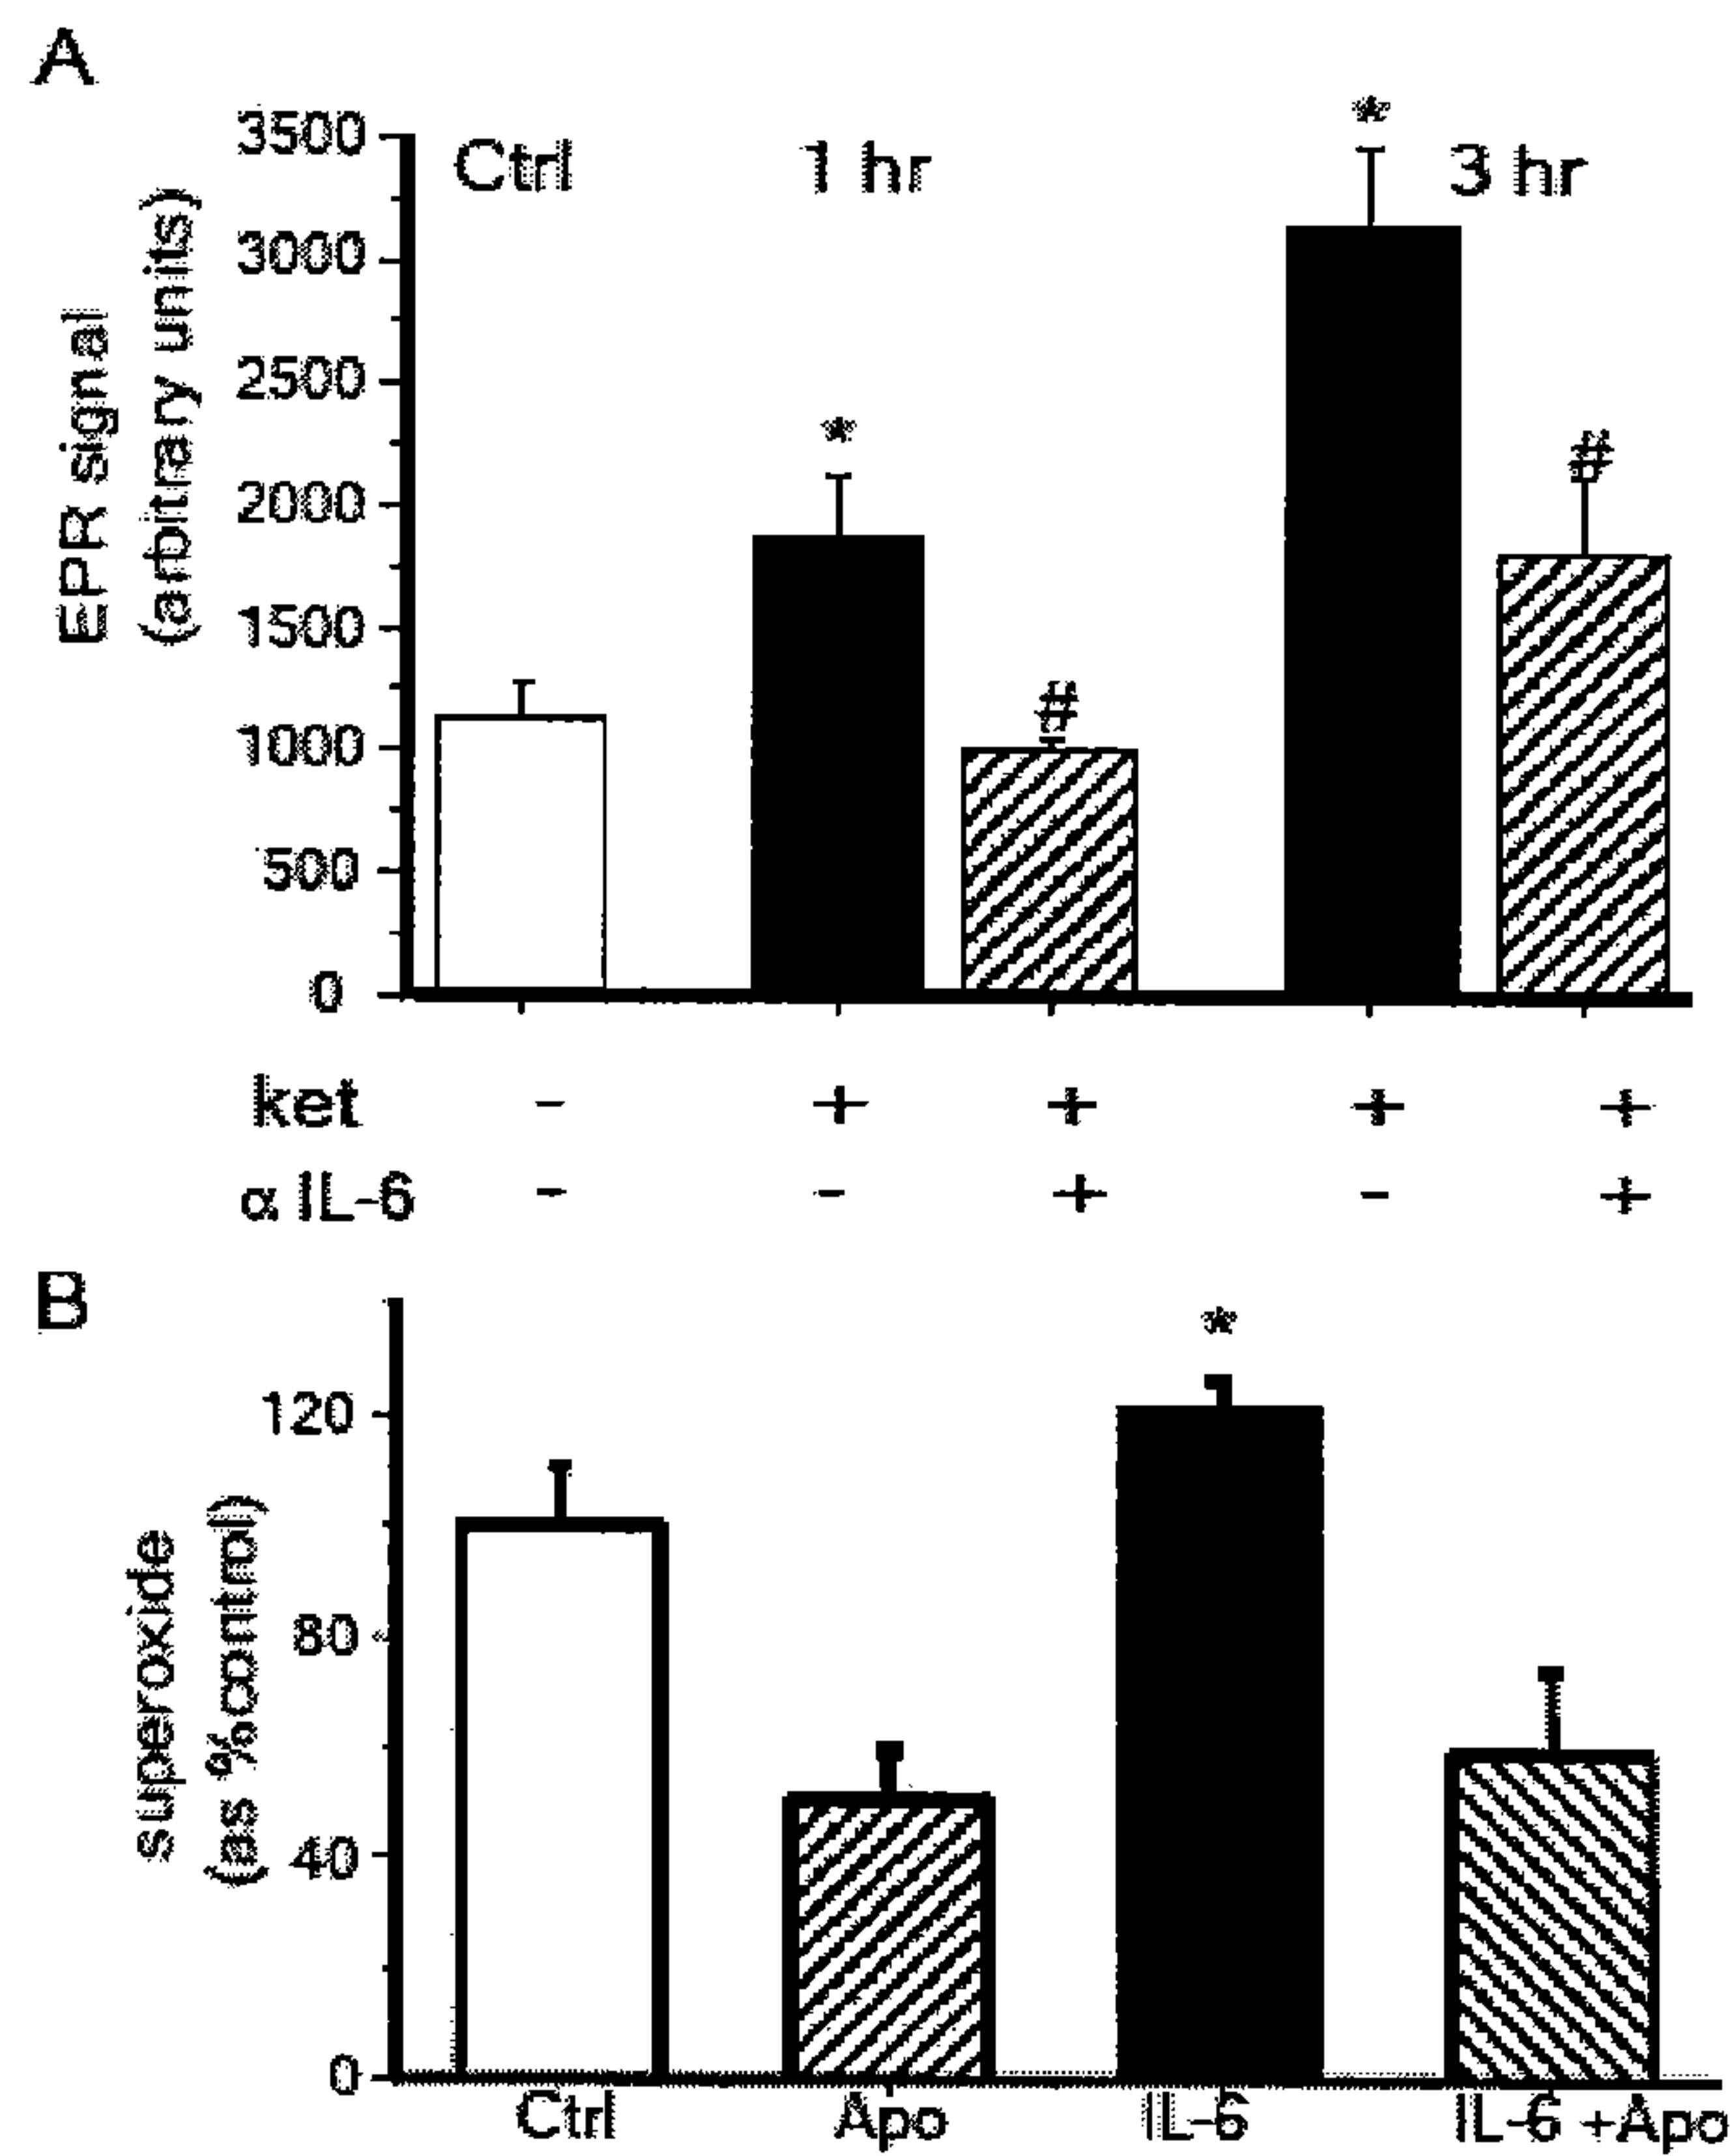 A
3500 Ctrl 1 hr * 3 hr
3000
2500
* #
2000
1500
#
1000
500
0
EPR signal
(arbitrary units)
ket - + + + +
α IL-6 - - + - +
B
*
120
80
40
0
superoxide
(as %control)
Ctrl Apo IL-6 IL-6 +Apo